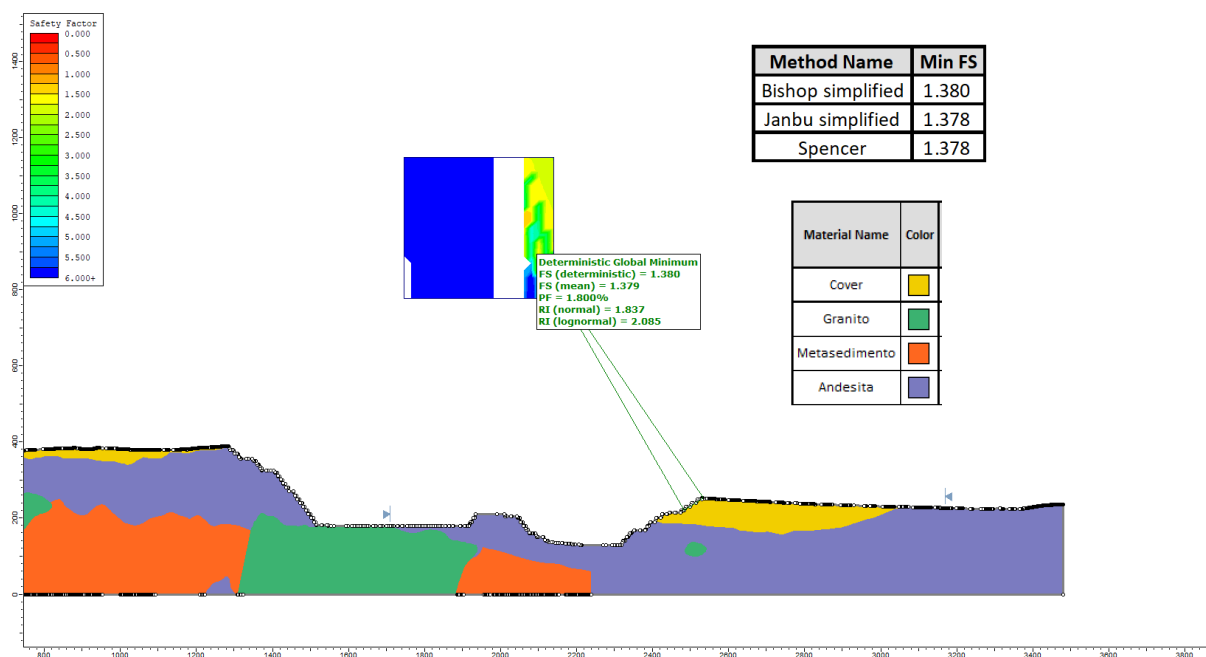 Safety Factor
0.000
0.500
1.000
1.500
2.000
2.500
3.000
3.500
4.000
4.500
5.000
5.500
6.000+
Method Name Min FS
Bishop simplified 1.380
Janbu simplified 1.378
Spencer 1.378
Material Name Color
Cover
Granito
Metasedimento
Andesita
Deterministic Global Minimum
FS (deterministic) = 1.380
FS (mean) = 1.379
PF = 1.800%
RI (normal) = 1.837
RI (lognormal) = 2.085
1400
1200
1000
800
600
400
200
0
800 1000 1200 1400 1600 1800 2000 2200 2400 2600 2800 3000 3200 3400 3600 3800